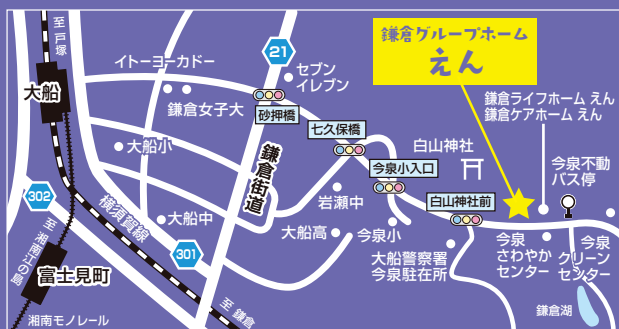 至 戸塚
大船
イトーヨーカドー
鎌倉女子大
21
セブン
イレブン
砂押橋
鎌倉グループホーム
えん
鎌倉ライフホーム えん
鎌倉ケアホーム えん
七久保橋
今泉小入口
白山神社
白山神社前
今泉不動
バス停
大船小
鎌倉街道
岩瀬中
302
横須賀線
大船中
301
大船高
今泉小
大船警察署
今泉駐在所
今泉
さわやか
センター
今泉
クリーン
センター
至 湘南江の島
富士見町
至 鎌倉
湘南モノレール
鎌倉湖